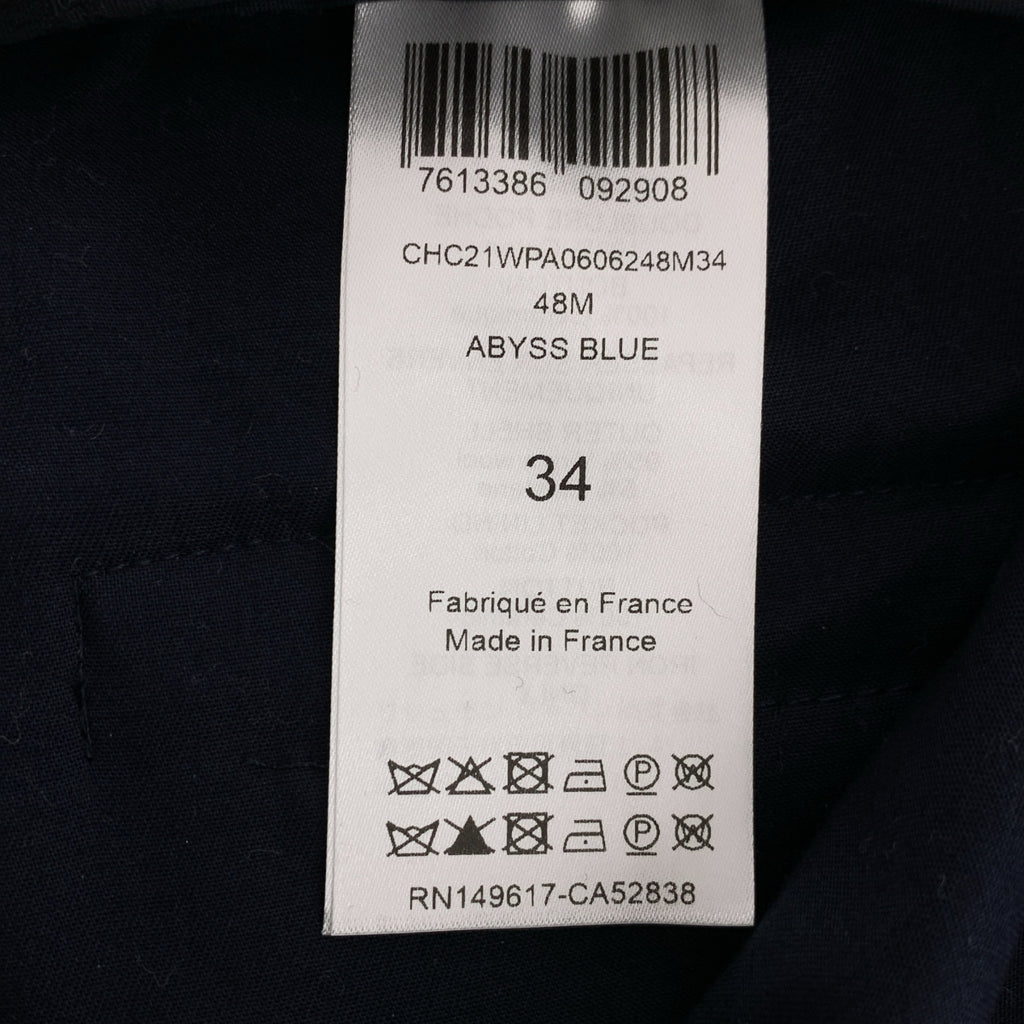 7613386 092908
CHC21WPA0606248M34
48M
ABYSS BLUE
34
Fabriqué en France
Made in France
RN149617-CA52838